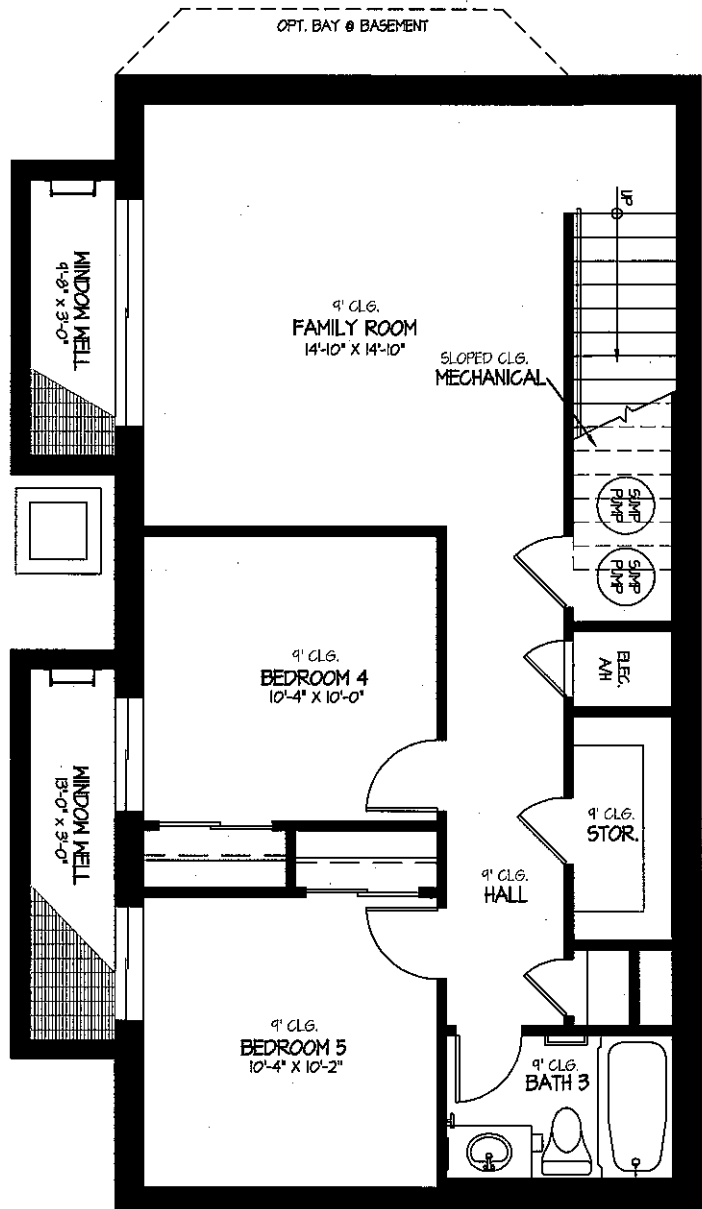 OPT. BAY @ BASEMENT
UP
WINDOW WELL
9'-8" x 3'-0"
9' CLG.
FAMILY ROOM
14'-10" X 14'-10"
SLOPED CLG.
MECHANICAL
SUMP
PUMP
SUMP
PUMP
9' CLG.
BEDROOM 4
10'-4" X 10'-0"
ELEC.
A/H
WINDOW WELL
13'-0" x 3'-0"
9' CLG.
STOR.
9' CLG.
HALL
9' CLG.
BEDROOM 5
10'-4" X 10'-2"
9' CLG.
BATH 3